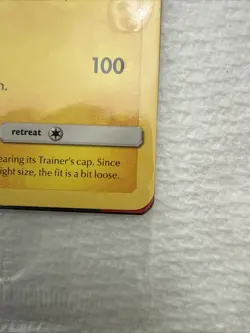 100
n.
retreat
earing its Trainer's cap. Since
ight size, the fit is a bit loose.